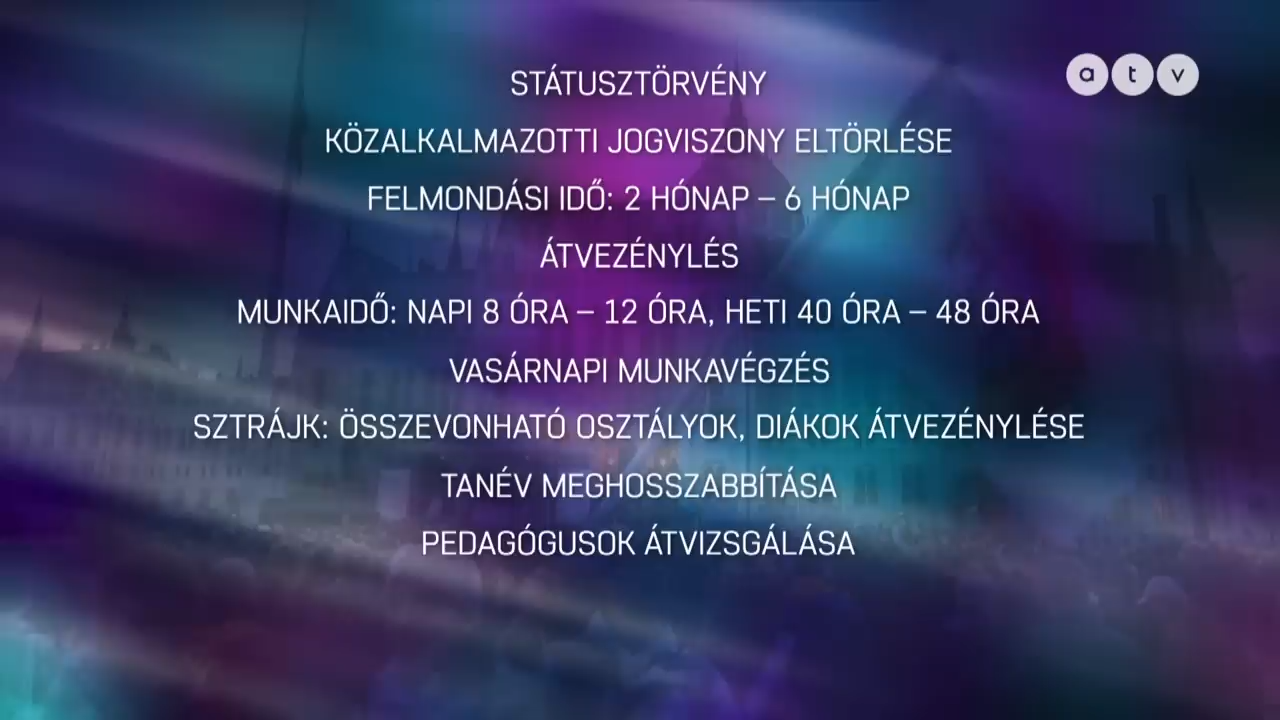 STÁTUSZTÖRVÉNY
atv
KÖZALKALMAZOTTI JOGVISZONY ELTÖRLÉSE
FELMONDÁSI IDŐ: 2 HÓNAP – 6 HÓNAP
ÁTVEZÉNYLÉS
MUNKAIDŐ: NAPI 8 ÓRA – 12 ÓRA, HETI 40 ÓRA – 48 ÓRA
VASÁRNAPI MUNKAVÉGZÉS
SZTRÁJK: ÖSSZEVONHATÓ OSZTÁLYOK, DIÁKOK ÁTVEZÉNYLÉSE
TANÉV MEGHOSSZABBÍTÁSA
PEDAGÓGUSOK ÁTVIZSGÁLÁSA